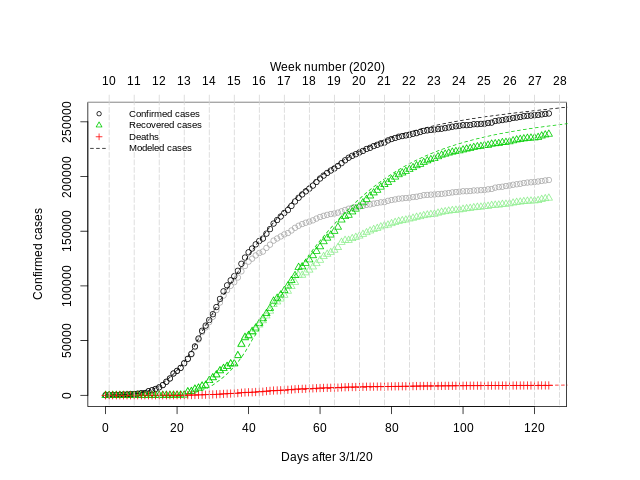 Week number (2020)
10 11 12 13 14 15 16 17 18 19 20 21 22 23 24 25 26 27 28
Confirmed cases
Recovered cases
Deaths
Modeled cases
Confirmed cases
250000
200000
150000
100000
50000
0
0 20 40 60 80 100 120
Days after 3/1/20